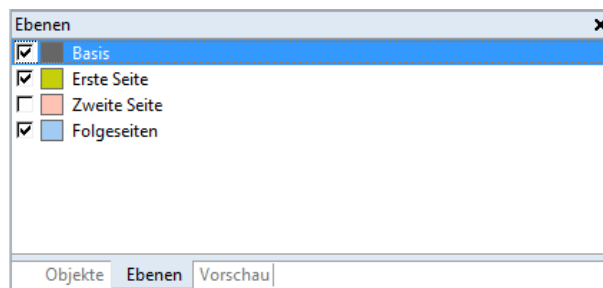 Ebenen
Basis
Erste Seite
Zweite Seite
Folgeseiten
Objekte Ebenen Vorschau